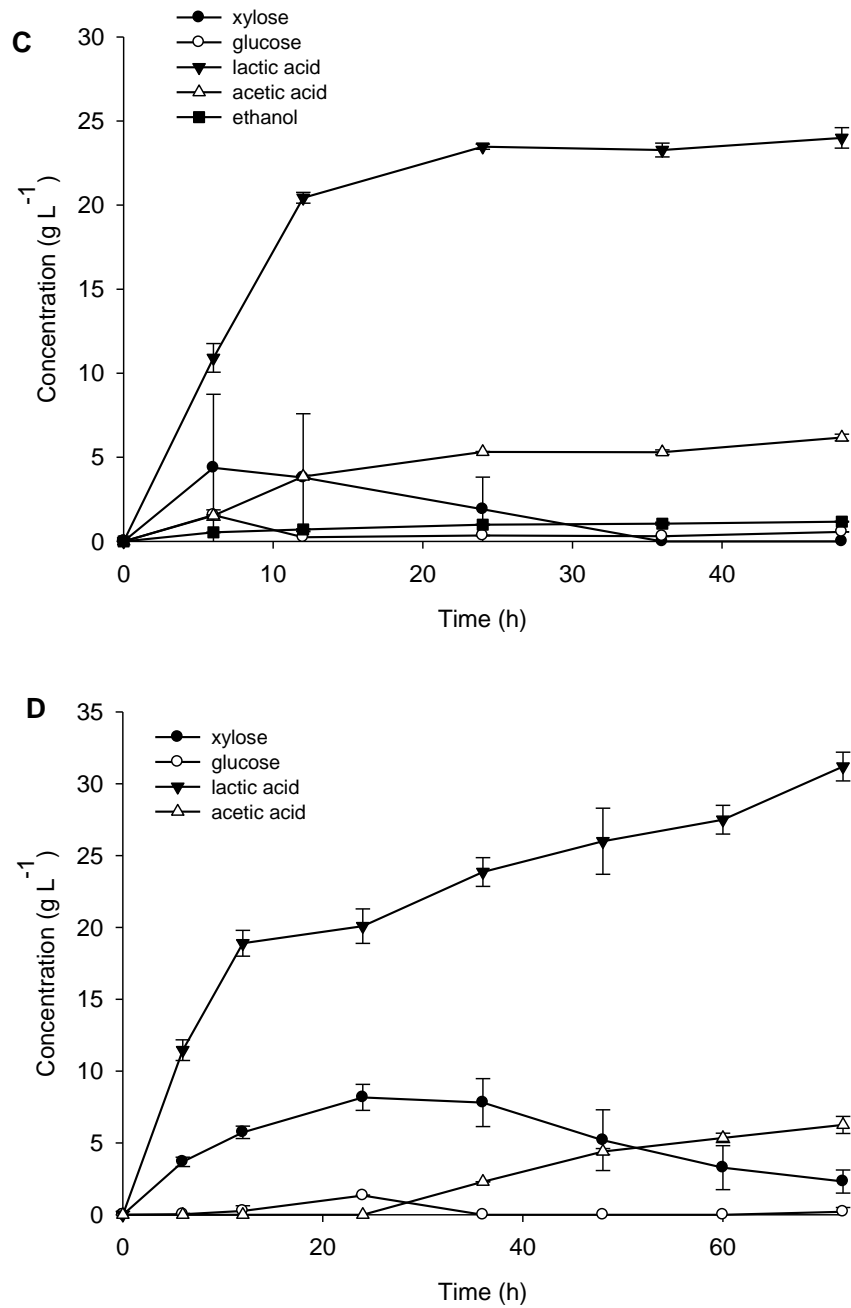 C
xylose
glucose
lactic acid
acetic acid
ethanol
30
25
20
15
10
5
0
Concentration (g L-1)
0 10 20 30 40
Time (h)
D
xylose
glucose
lactic acid
acetic acid
35
30
25
20
15
10
5
0
Concentration (g L-1)
0 20 40 60
Time (h)